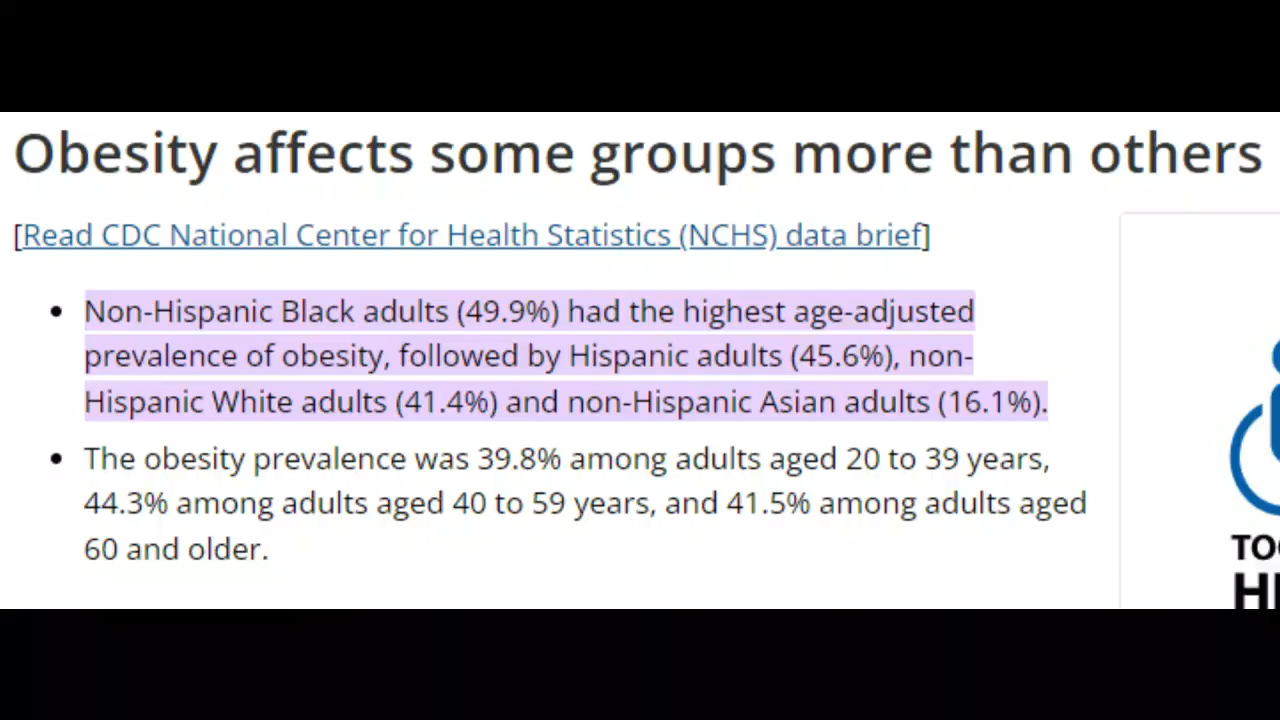 Obesity affects some groups more than others
[Read CDC National Center for Health Statistics (NCHS) data brief]
• Non-Hispanic Black adults (49.9%) had the highest age-adjusted
prevalence of obesity, followed by Hispanic adults (45.6%), non-
Hispanic White adults (41.4%) and non-Hispanic Asian adults (16.1%).
• The obesity prevalence was 39.8% among adults aged 20 to 39 years,
44.3% among adults aged 40 to 59 years, and 41.5% among adults aged
60 and older.